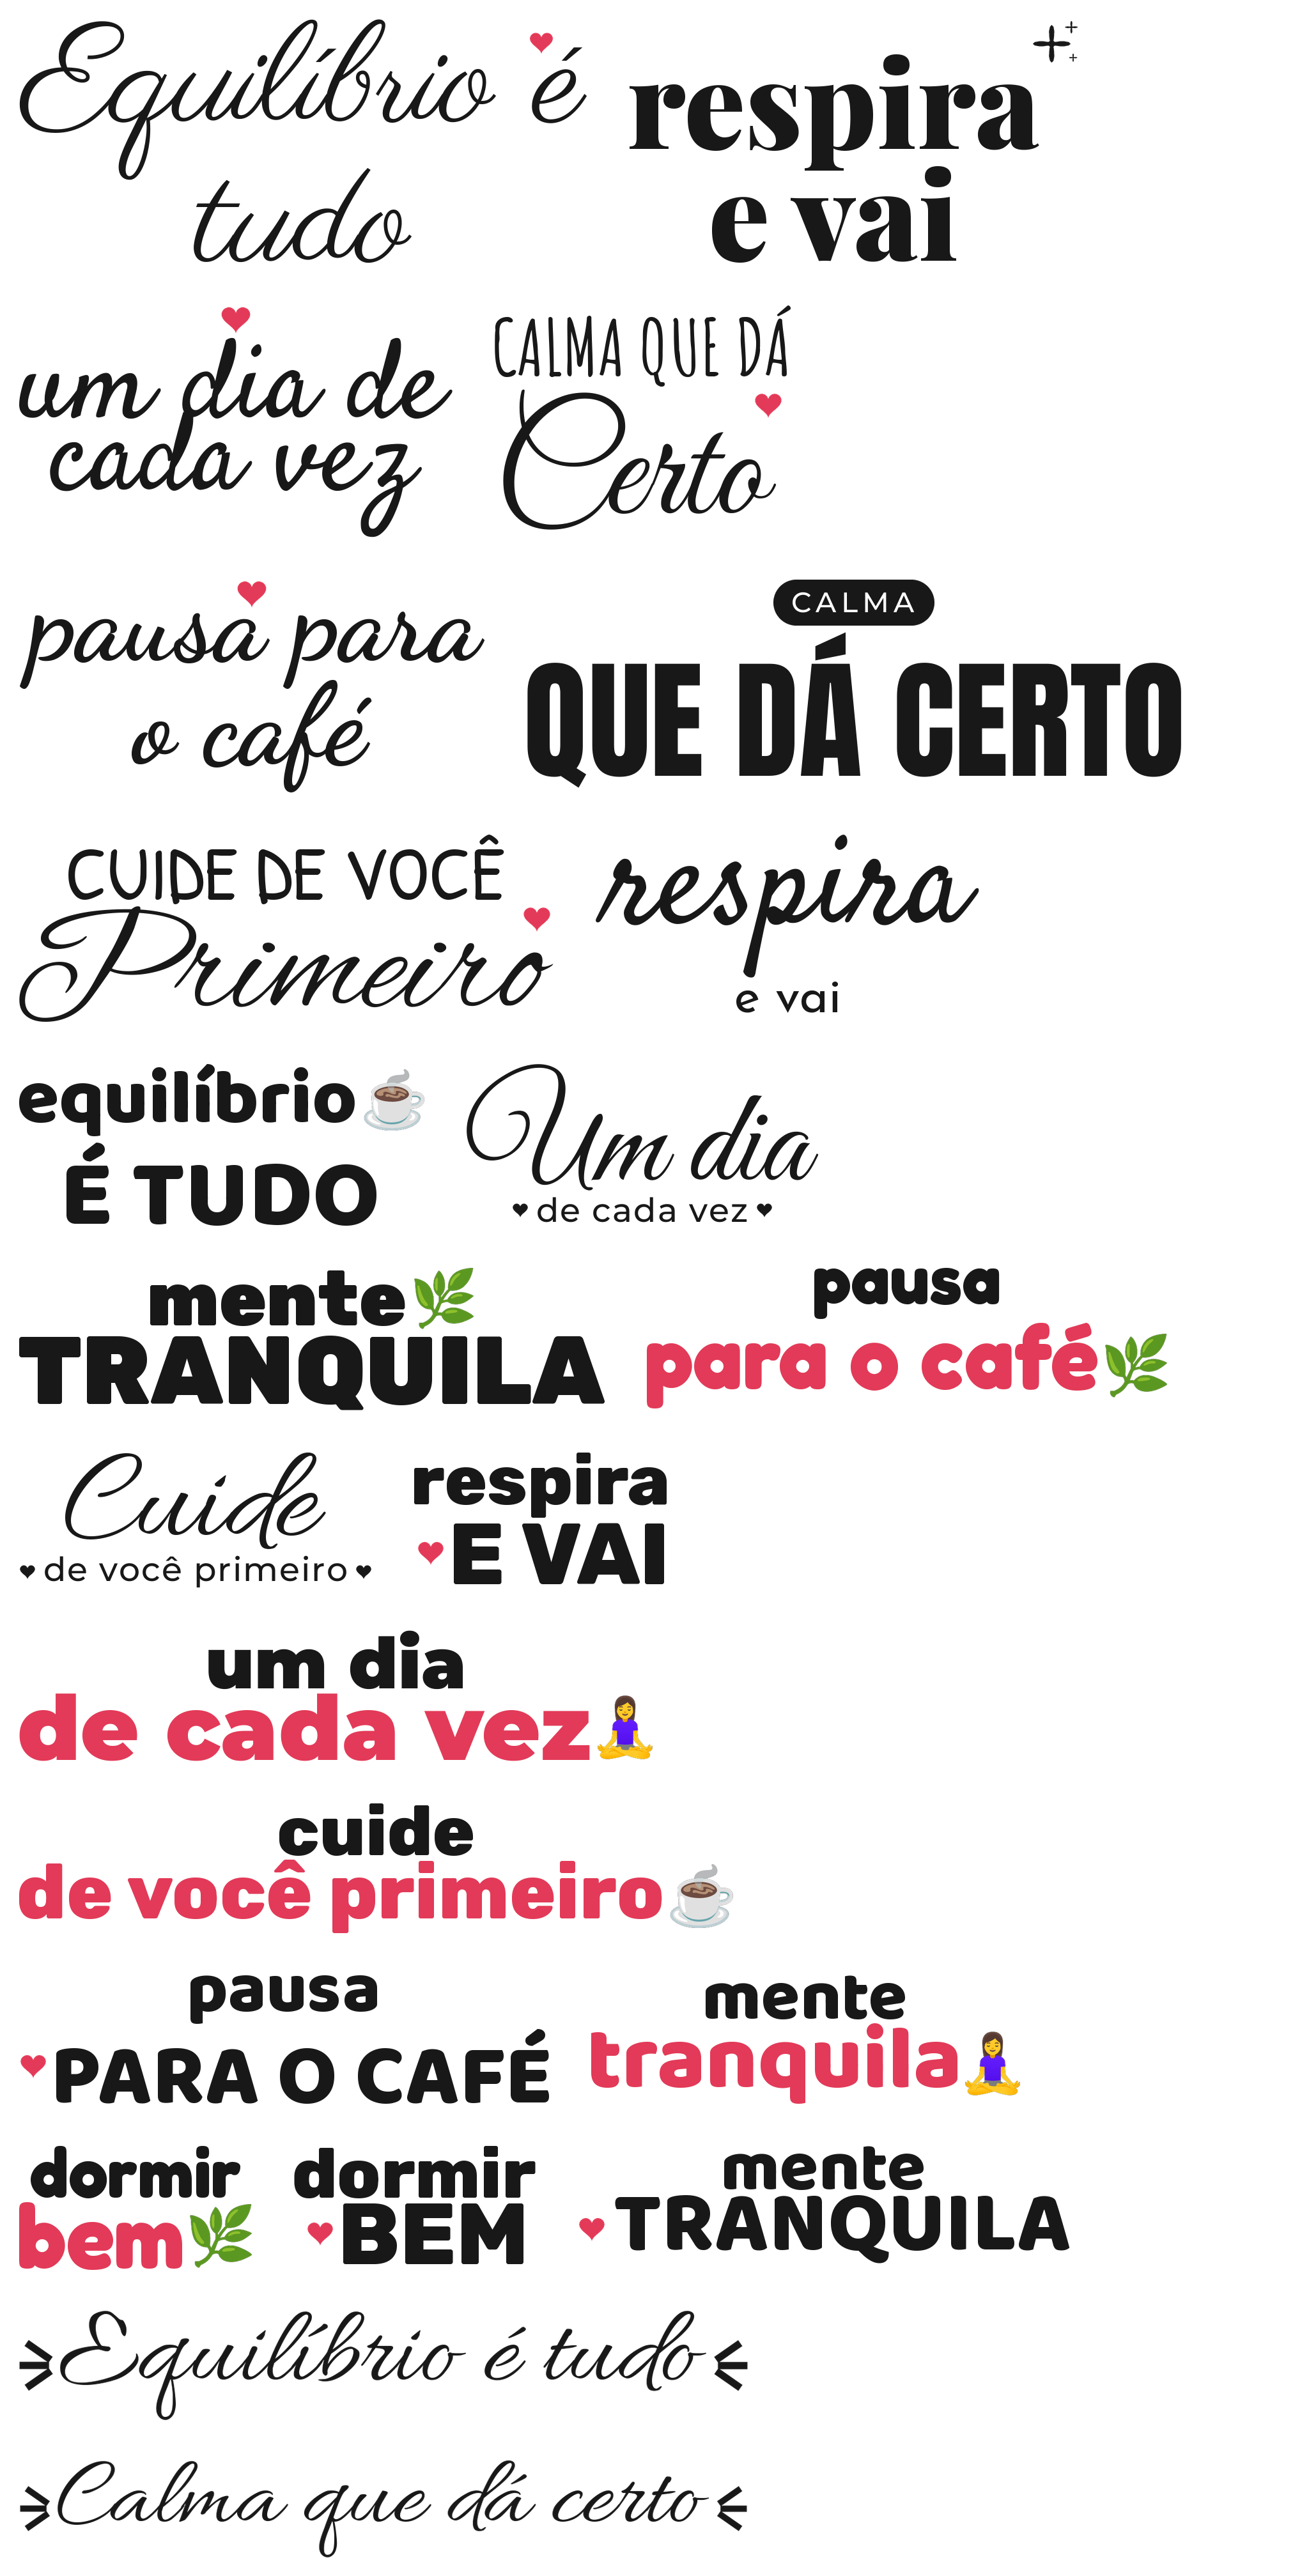 Equilíbrio é
tudo
respira
e vai
um dia de
cada vez
CALMA QUE DÁ
Certo
pausa para
o café
CALMA
QUE DÁ CERTO
CUIDE DE VOCÊ
Primeiro
respira
e vai
equilíbrio
É TUDO
Um dia
de cada vez
mente
TRANQUILA
pausa
para o café
Cuide
de você primeiro
respira
E VAI
um dia
de cada vez
cuide
de você primeiro
pausa
PARA O CAFÉ
mente
tranquila
dormir
bem
dormir
BEM
mente
TRANQUILA
Equilíbrio é tudo
Calma que dá certo